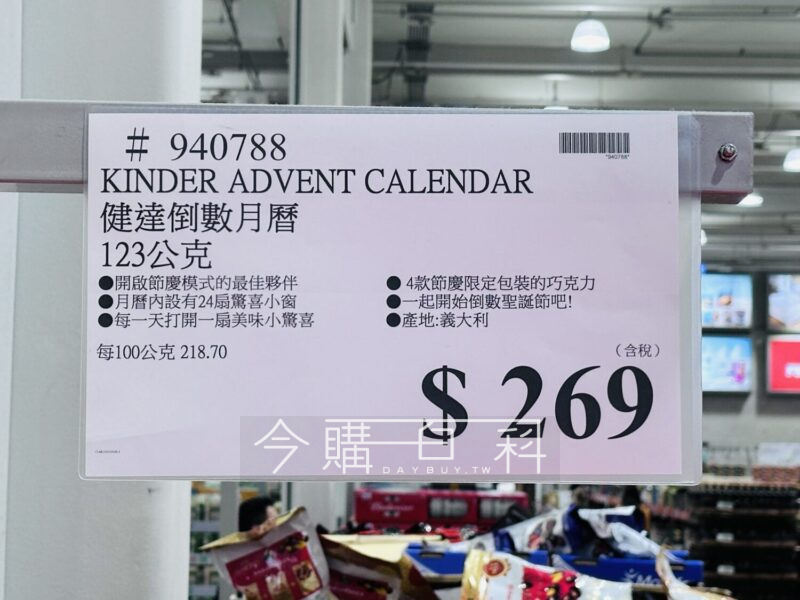 # 940788
*940788*
KINDER ADVENT CALENDAR
健達倒數月曆
123公克
●開啟節慶模式的最佳夥伴
●月曆內設有24扇驚喜小窗
●每一天打開一扇美味小驚喜
●4款節慶限定包裝的巧克力
●一起開始倒數聖誕節吧!
●產地:義大利
每100公克 218.70
(含稅)
$ 269
今購百科
DAYBUY.TW